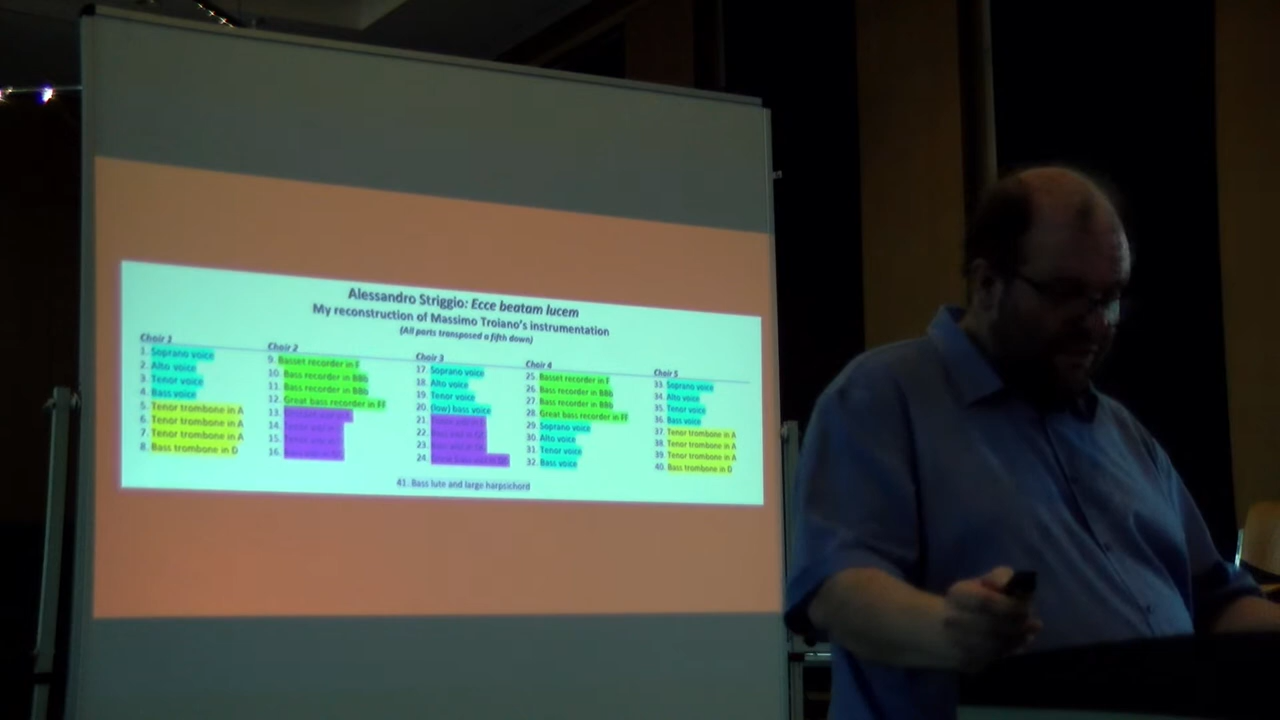 Alessandro Striggio: Ecce beatam lucem
My reconstruction of Massimo Troiano's instrumentation
(All parts transposed a fifth down)
Choir 1
1. Soprano voice
2. Alto voice
3. Tenor voice
4. Bass voice
5. Tenor trombone in A
6. Tenor trombone in A
7. Tenor trombone in A
8. Bass trombone in D
Choir 2
9. Basset recorder in F
10. Bass recorder in BBb
11. Bass recorder in BBb
12. Great bass recorder in FF
13.
14.
15.
16.
Choir 3
17. Soprano voice
18. Alto voice
19. Tenor voice
20. (low) bass voice
21.
22.
23.
24.
Choir 4
25. Basset recorder in F
26. Bass recorder in BBb
27. Bass recorder in BBb
28. Great bass recorder in FF
29. Soprano voice
30. Alto voice
31. Tenor voice
32. Bass voice
Choir 5
33. Soprano voice
34. Alto voice
35. Tenor voice
36. Bass voice
37. Tenor trombone in A
38. Tenor trombone in A
39. Tenor trombone in A
40. Bass trombone in D
41. Bass lute and large harpsichord